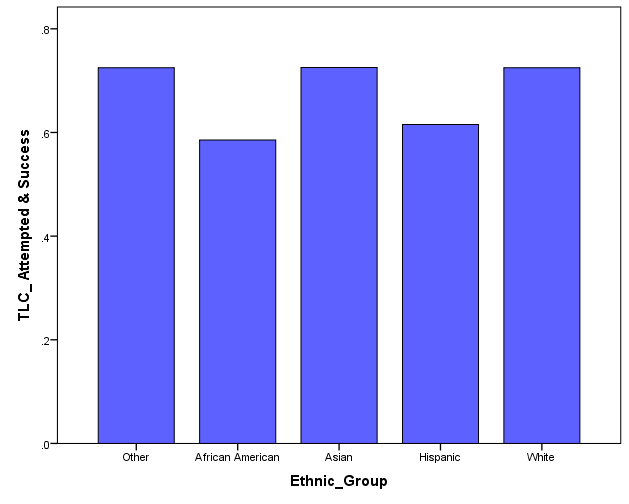 .8
.6
.4
.2
.0
TLC_Attempted & Success
Other African American Asian Hispanic White
Ethnic_Group